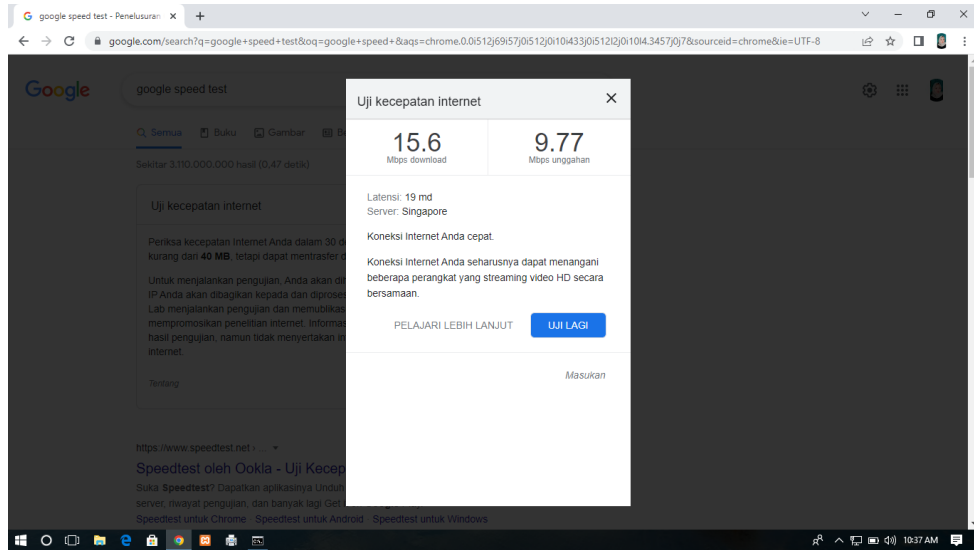 google speed test - Penelusuran
google.com/search?q=google+speed+test&oq=google+speed+&aqs=chrome.0.0i512j69i57j0i512j0i10i433j0i512l2j0i10l4.3457j0j7&sourceid=chrome&ie=UTF-8
Google
google speed test
Semua Buku Gambar
Sekitar 3.110.000.000 hasil (0,47 detik)
Uji kecepatan internet
Periksa kecepatan Internet Anda dalam 30
kurang dari 40 MB, tetapi dapat mentrasfer
Untuk menjalankan pengujian, Anda akan
IP Anda akan dibagikan kepada dan diproses
Lab menjalankan pengujian dan
mempromosikan penelitian internet.
hasil pengujian, namun tidak menyertakan
internet.
Tentang
https://www.speedtest.net › ...
Speedtest oleh Ookla - Uji
Suka Speedtest? Dapatkan aplikasinya Unduh
server, riwayat pengujian, dan banyak lagi Get
Speedtest untuk Chrome · Speedtest untuk Android · Speedtest untuk Windows
Uji kecepatan internet
15.6
Mbps download
9.77
Mbps unggahan
Latensi: 19 md
Server: Singapore
Koneksi Internet Anda cepat.
Koneksi Internet Anda seharusnya dapat menangani
beberapa perangkat yang streaming video HD secara
bersamaan.
PELAJARI LEBIH LANJUT
UJI LAGI
Masukan
10:37 AM